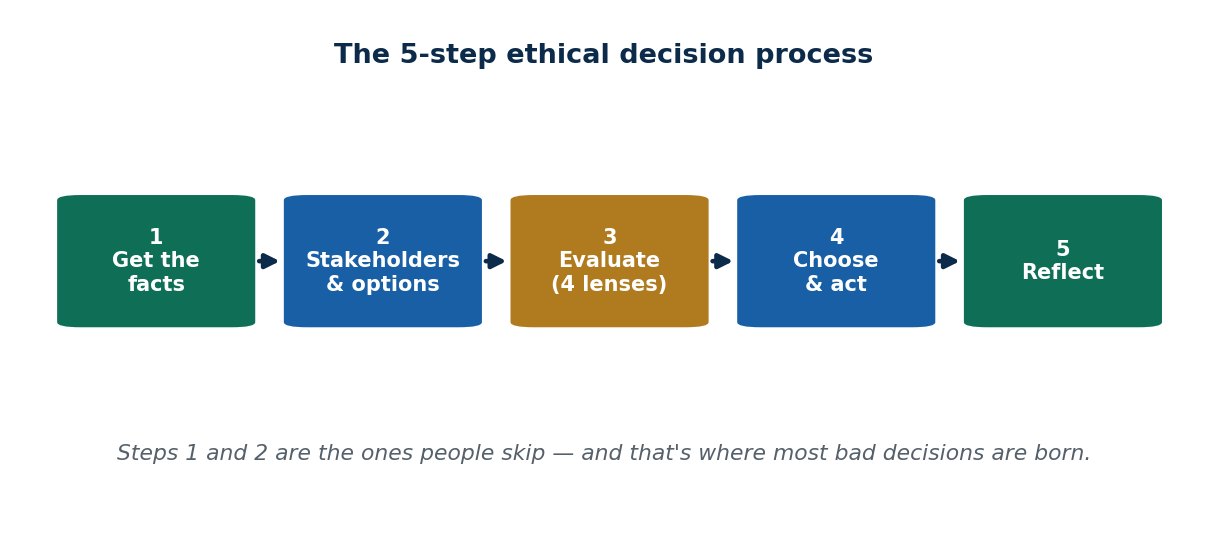 The 5-step ethical decision process
1
Get the
facts
2
Stakeholders
& options
3
Evaluate
(4 lenses)
4
Choose
& act
5
Reflect
Steps 1 and 2 are the ones people skip — and that's where most bad decisions are born.